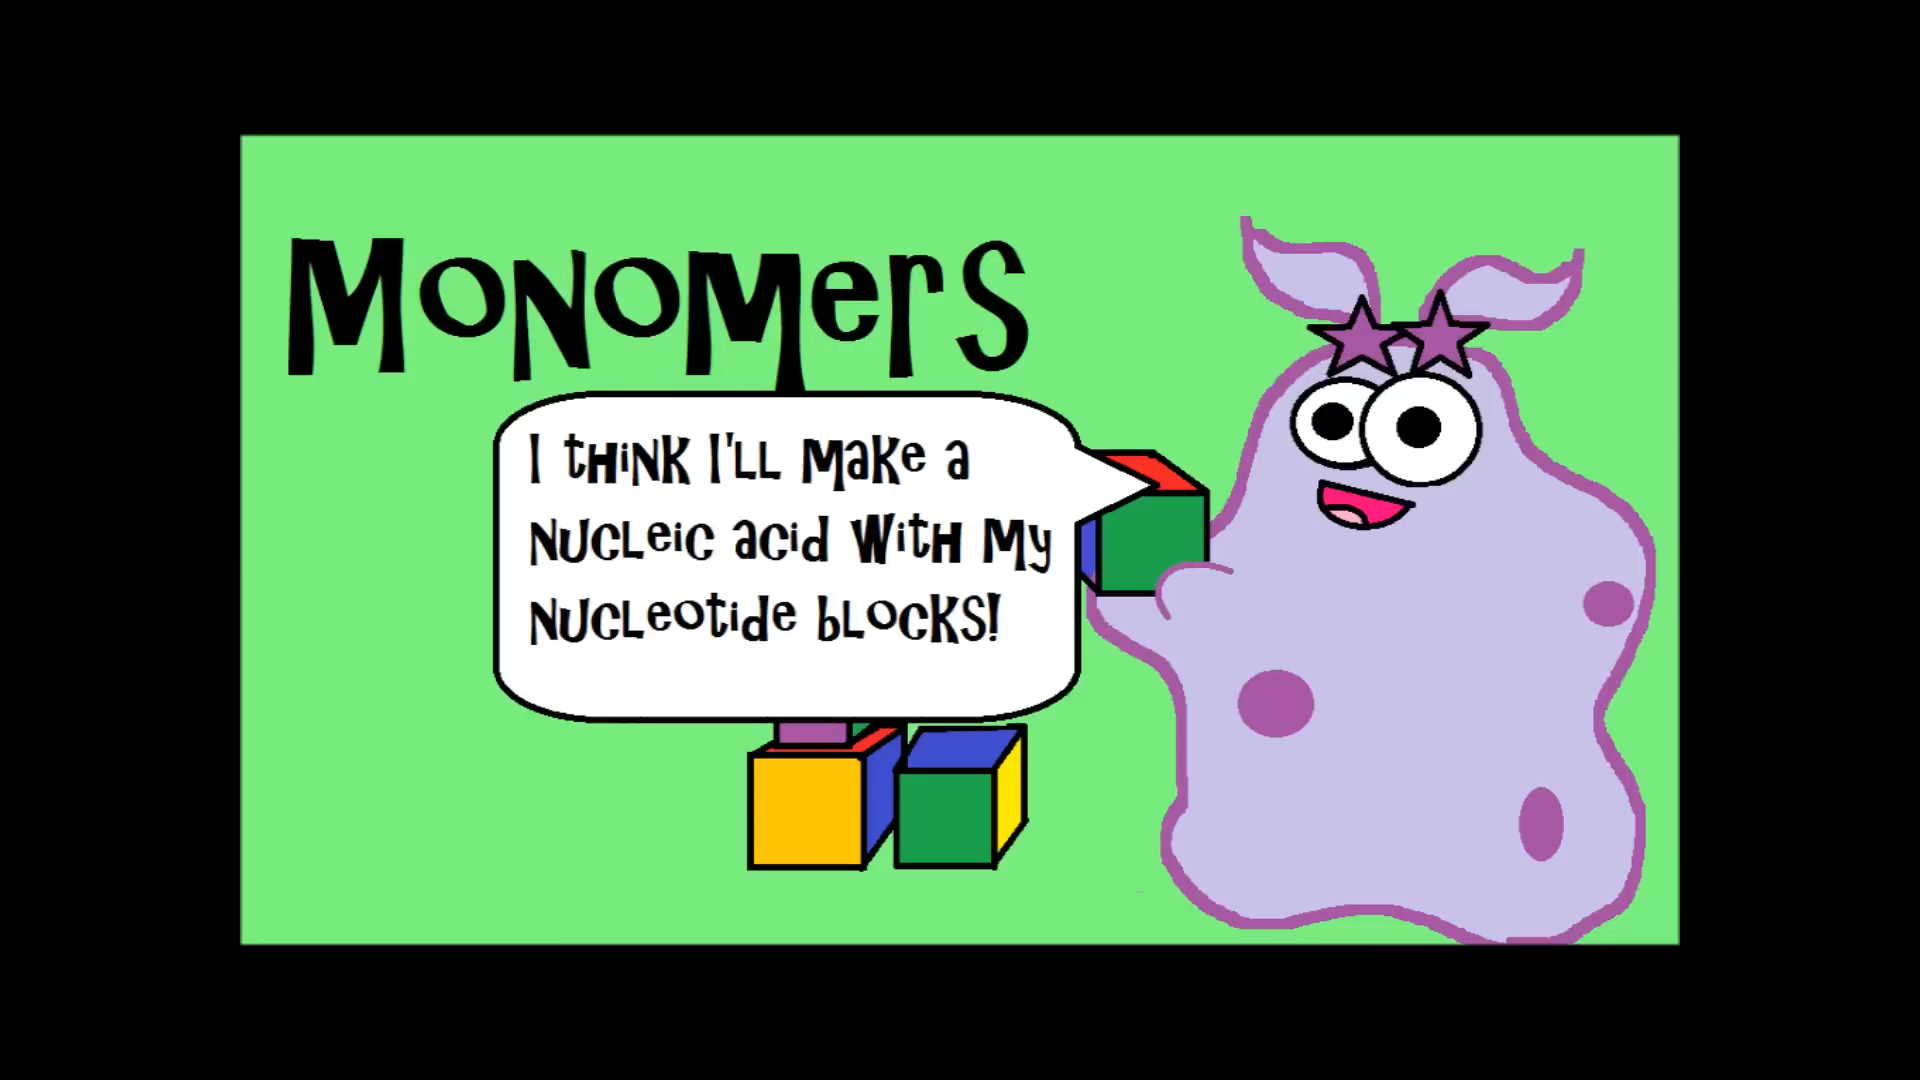 Monomers
I think I'll make a
nucleic acid with my
nucleotide blocks!